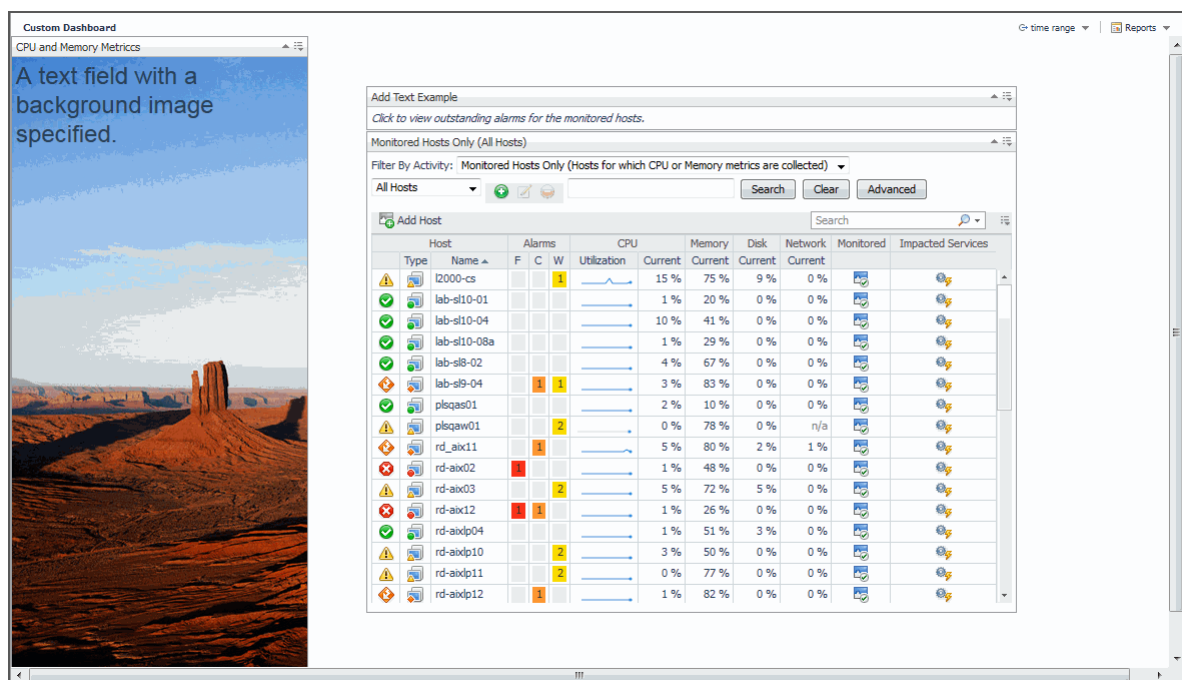 Custom Dashboard
time range
Reports
CPU and Memory Metriccs
A text field with a
background image
specified.
Add Text Example
Click to view outstanding alarms for the monitored hosts.
Monitored Hosts Only (All Hosts)
Filter By Activity: Monitored Hosts Only (Hosts for which CPU or Memory metrics are collected)
All Hosts Search Clear Advanced
Add Host Search
Host Alarms CPU Memory Disk Network Monitored Impacted Services
Type Name F C W Utilization Current Current Current Current
l2000-cs 1 15 % 75 % 9 % 0 %
lab-sl10-01 1 % 20 % 0 % 0 %
lab-sl10-04 10 % 41 % 0 % 0 %
lab-sl10-08a 1 % 29 % 0 % 0 %
lab-sl8-02 4 % 67 % 0 % 0 %
lab-sl9-04 1 1 3 % 83 % 0 % 0 %
plsqas01 2 % 10 % 0 % 0 %
plsqaw01 2 0 % 78 % 0 % n/a
rd_aix11 1 5 % 80 % 2 % 1 %
rd-aix02 1 1 % 48 % 0 % 0 %
rd-aix03 2 5 % 72 % 5 % 0 %
rd-aix12 1 1 1 % 26 % 0 % 0 %
rd-aixlp04 1 % 51 % 3 % 0 %
rd-aixlp10 2 3 % 50 % 0 % 0 %
rd-aixlp11 2 0 % 77 % 0 % 0 %
rd-aixlp12 1 1 % 82 % 0 % 0 %